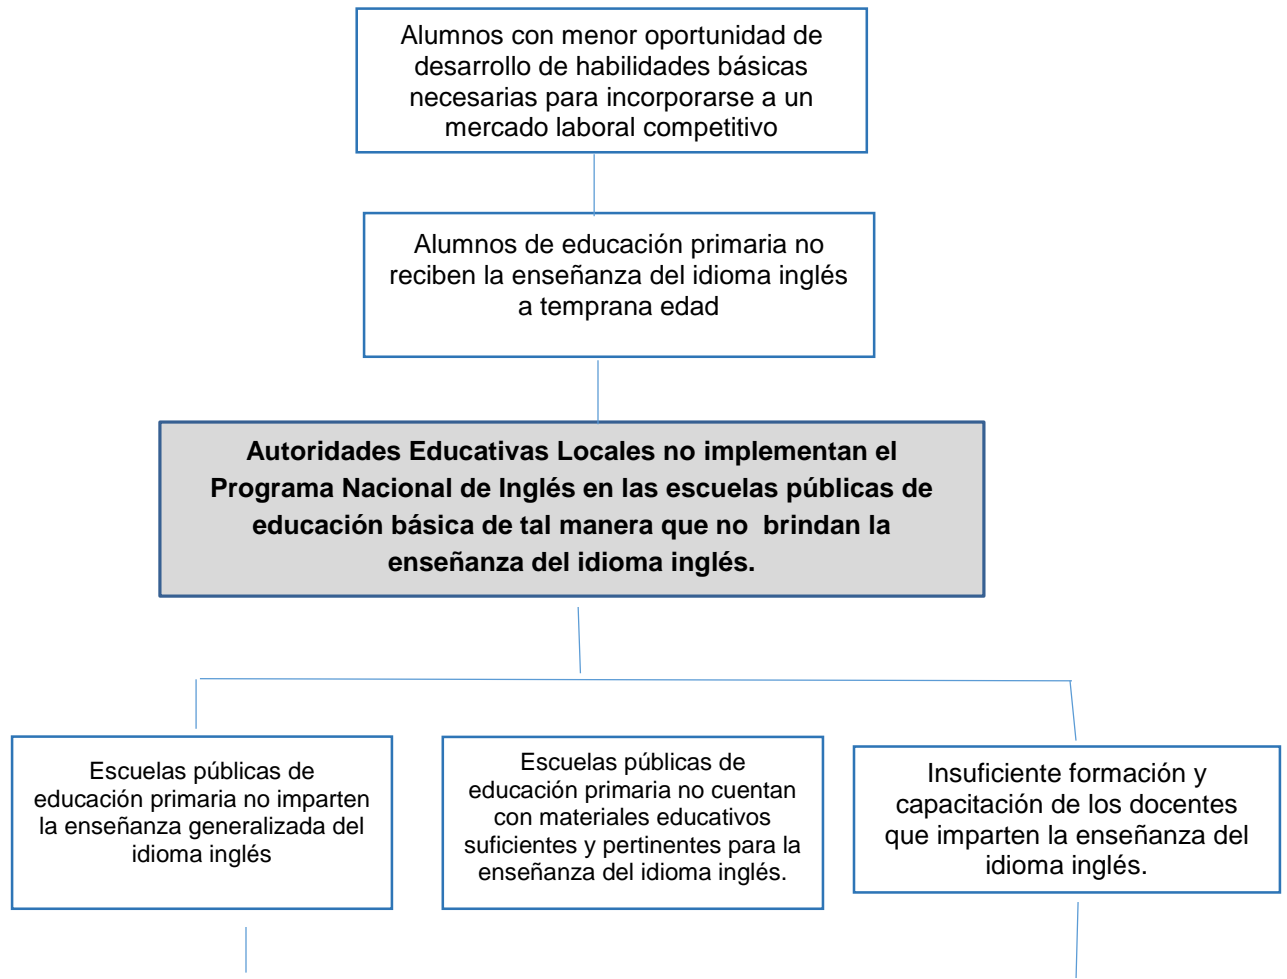 Alumnos con menor oportunidad de
desarrollo de habilidades básicas
necesarias para incorporarse a un
mercado laboral competitivo
Alumnos de educación primaria no
reciben la enseñanza del idioma inglés
a temprana edad
Autoridades Educativas Locales no implementan el
Programa Nacional de Inglés en las escuelas públicas de
educación básica de tal manera que no  brindan la
enseñanza del idioma inglés.
Escuelas públicas de
educación primaria no imparten
la enseñanza generalizada del
idioma inglés
Escuelas públicas de
educación primaria no cuentan
con materiales educativos
suficientes y pertinentes para la
enseñanza del idioma inglés.
Insuficiente formación y
capacitación de los docentes
que imparten la enseñanza del
idioma inglés.